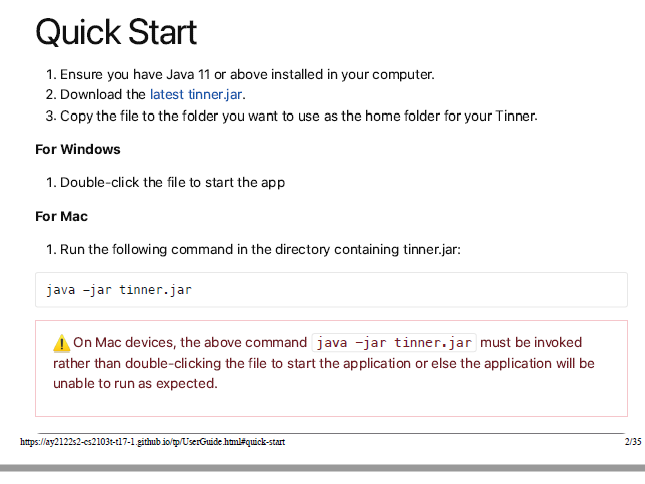 Quick Start
1. Ensure you have Java 11 or above installed in your computer.
2. Download the latest tinner.jar.
3. Copy the file to the folder you want to use as the home folder for your Tinner.
For Windows
1. Double-click the file to start the app
For Mac
1. Run the following command in the directory containing tinner.jar:
java -jar tinner.jar
⚠️ On Mac devices, the above command java -jar tinner.jar must be invoked
rather than double-clicking the file to start the application or else the application will be
unable to run as expected.
https://ay2122s2-cs2103t-t17-1.github.io/tp/UserGuide.html#quick-start 2/35